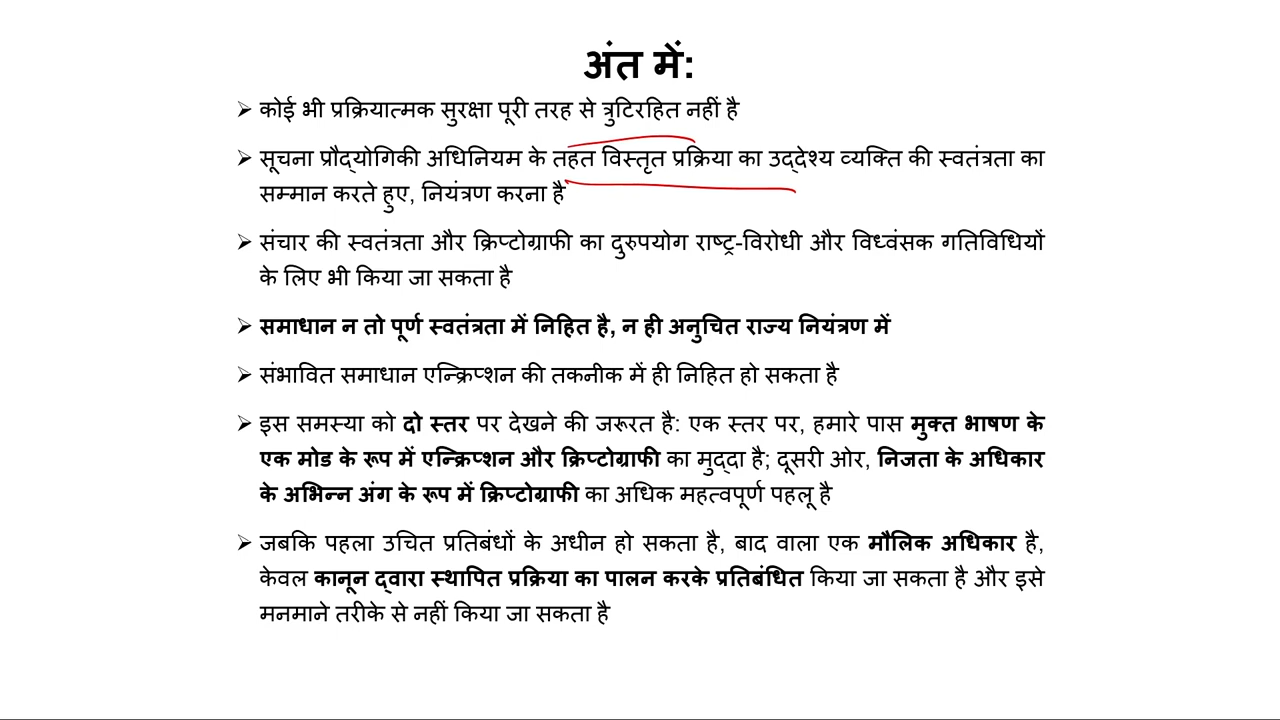 अंत में:
➢ कोई भी प्रक्रियात्मक सुरक्षा पूरी तरह से त्रुटिरहित नहीं है
➢ सूचना प्रौद्योगिकी अधिनियम के तहत विस्तृत प्रक्रिया का उद्देश्य व्यक्ति की स्वतंत्रता का
सम्मान करते हुए, नियंत्रण करना है
➢ संचार की स्वतंत्रता और क्रिप्टोग्राफी का दुरुपयोग राष्ट्र-विरोधी और विध्वंसक गतिविधियों
के लिए भी किया जा सकता है
➢ समाधान न तो पूर्ण स्वतंत्रता में निहित है, न ही अनुचित राज्य नियंत्रण में
➢ संभावित समाधान एन्क्रिप्शन की तकनीक में ही निहित हो सकता है
➢ इस समस्या को दो स्तर पर देखने की जरूरत है: एक स्तर पर, हमारे पास मुक्त भाषण के
एक मोड के रूप में एन्क्रिप्शन और क्रिप्टोग्राफी का मुद्दा है; दूसरी ओर, निजता के अधिकार
के अभिन्न अंग के रूप में क्रिप्टोग्राफी का अधिक महत्वपूर्ण पहलू है
➢ जबकि पहला उचित प्रतिबंधों के अधीन हो सकता है, बाद वाला एक मौलिक अधिकार है,
केवल कानून द्वारा स्थापित प्रक्रिया का पालन करके प्रतिबंधित किया जा सकता है और इसे
मनमाने तरीके से नहीं किया जा सकता है